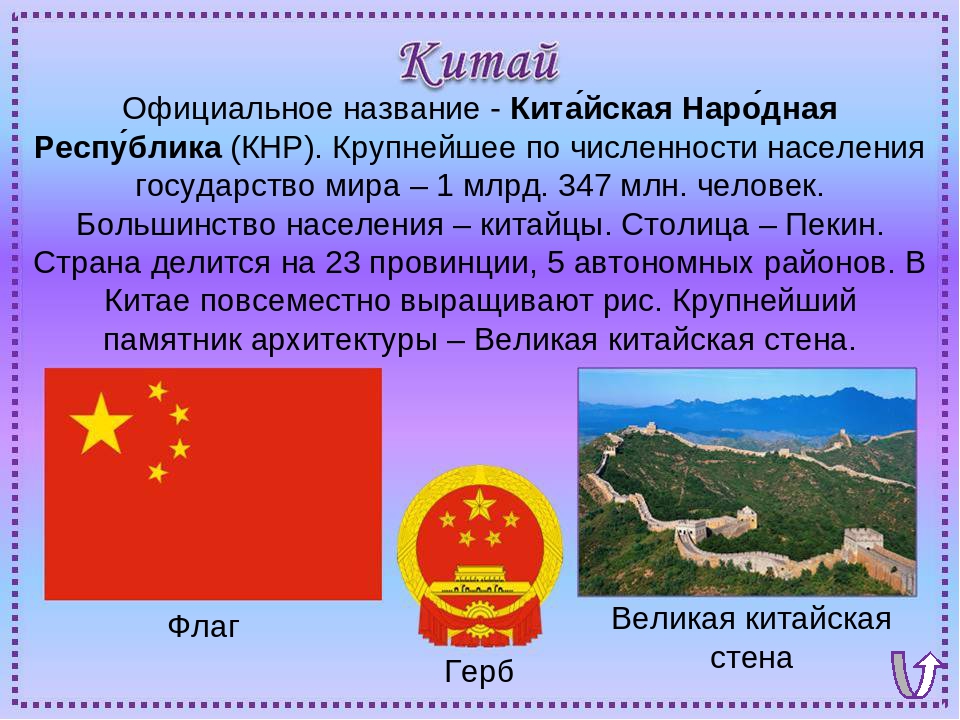 Китай
Официальное название - Кита́йская Наро́дная
Респу́блика (КНР). Крупнейшее по численности населения
государство мира – 1 млрд. 347 млн. человек.
Большинство населения – китайцы. Столица – Пекин.
Страна делится на 23 провинции, 5 автономных районов. В
Китае повсеместно выращивают рис. Крупнейший
памятник архитектуры – Великая китайская стена.
Флаг
Герб
Великая китайская
стена